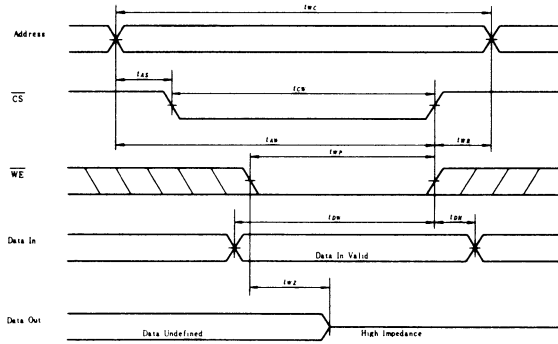 tWC
Address
tAS
tCW
CS
tAW
tWR
tWP
WE
tDW
tDH
Data In
Data In Valid
tWZ
Data Out
Data Undefined
High Impedance